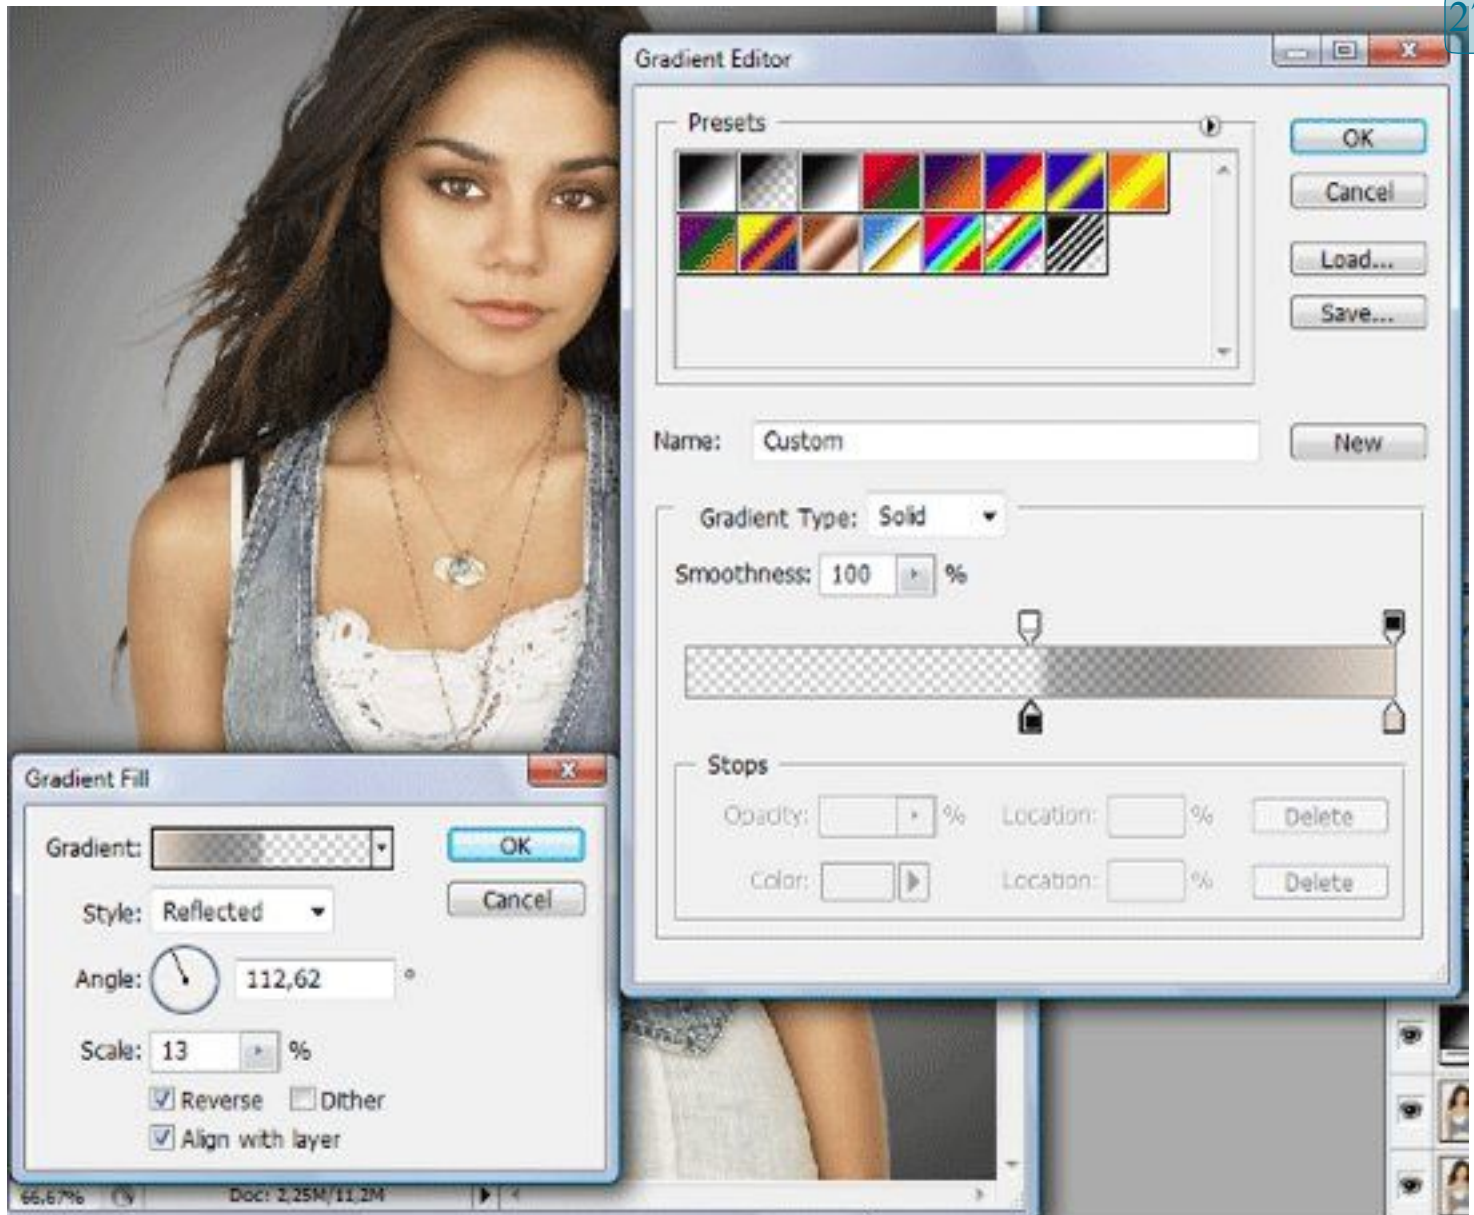 Gradient Editor
Presets
OK
Cancel
Load...
Save...
Name: Custom
New
Gradient Type: Solid
Smoothness: 100 %
Stops
Opacity: % Location: % Delete
Color: Location: % Delete
Gradient Fill
Gradient:
OK
Cancel
Style: Reflected
Angle: 112,62 °
Scale: 13 %
Reverse Dither
Align with layer
66,67% Doc: 2,25M/11,2M